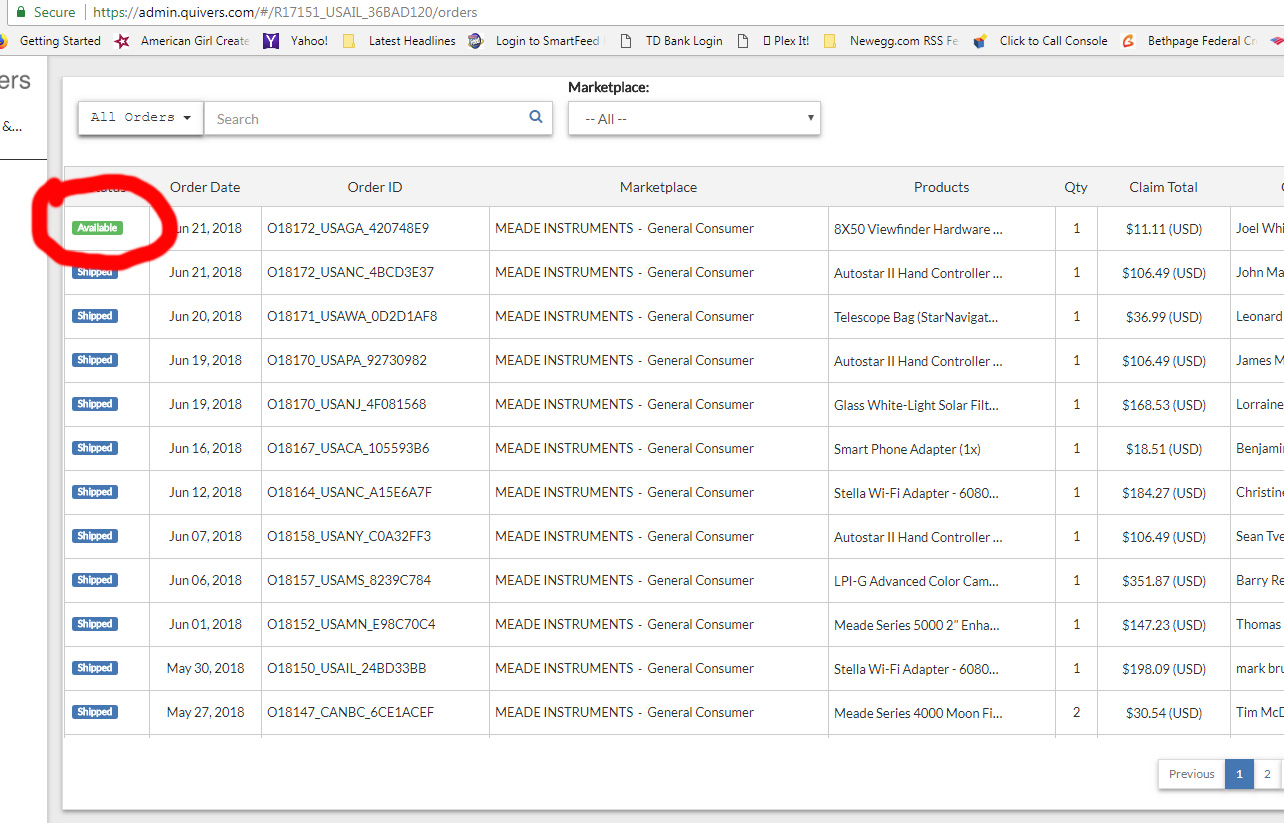 Secure https://admin.quivers.com/#/R17151_USAIL_36BAD120/orders
Getting Started American Girl Create Yahoo! Latest Headlines Login to SmartFeed TD Bank Login Plex It! Newegg.com RSS Fe Click to Call Console Bethpage Federal Cr
ers
&...
Marketplace:
All Orders Search -- All --
Order Date Order ID Marketplace Products Qty Claim Total
Available Jun 21, 2018 O18172_USAGA_420748E9 MEADE INSTRUMENTS - General Consumer 8X50 Viewfinder Hardware ... 1 $11.11 (USD) Joel Whi
Shipped Jun 21, 2018 O18172_USANC_4BCD3E37 MEADE INSTRUMENTS - General Consumer Autostar II Hand Controller ... 1 $106.49 (USD) John Ma
Shipped Jun 20, 2018 O18171_USAWA_0D2D1AF8 MEADE INSTRUMENTS - General Consumer Telescope Bag (StarNavigat... 1 $36.99 (USD) Leonard
Shipped Jun 19, 2018 O18170_USAPA_92730982 MEADE INSTRUMENTS - General Consumer Autostar II Hand Controller ... 1 $106.49 (USD) James M
Shipped Jun 19, 2018 O18170_USANJ_4F081568 MEADE INSTRUMENTS - General Consumer Glass White-Light Solar Filt... 1 $168.53 (USD) Lorraine
Shipped Jun 16, 2018 O18167_USACA_105593B6 MEADE INSTRUMENTS - General Consumer Smart Phone Adapter (1x) 1 $18.51 (USD) Benjami
Shipped Jun 12, 2018 O18164_USANC_A15E6A7F MEADE INSTRUMENTS - General Consumer Stella Wi-Fi Adapter - 6080... 1 $184.27 (USD) Christine
Shipped Jun 07, 2018 O18158_USANY_C0A32FF3 MEADE INSTRUMENTS - General Consumer Autostar II Hand Controller ... 1 $106.49 (USD) Sean Tve
Shipped Jun 06, 2018 O18157_USAMS_8239C784 MEADE INSTRUMENTS - General Consumer LPI-G Advanced Color Cam... 1 $351.87 (USD) Barry Re
Shipped Jun 01, 2018 O18152_USAMN_E98C70C4 MEADE INSTRUMENTS - General Consumer Meade Series 5000 2" Enha... 1 $147.23 (USD) Thomas
Shipped May 30, 2018 O18150_USAIL_24BD33BB MEADE INSTRUMENTS - General Consumer Stella Wi-Fi Adapter - 6080... 1 $198.09 (USD) mark bru
Shipped May 27, 2018 O18147_CANBC_6CE1ACEF MEADE INSTRUMENTS - General Consumer Meade Series 4000 Moon Fi... 2 $30.54 (USD) Tim McD
Previous 1 2